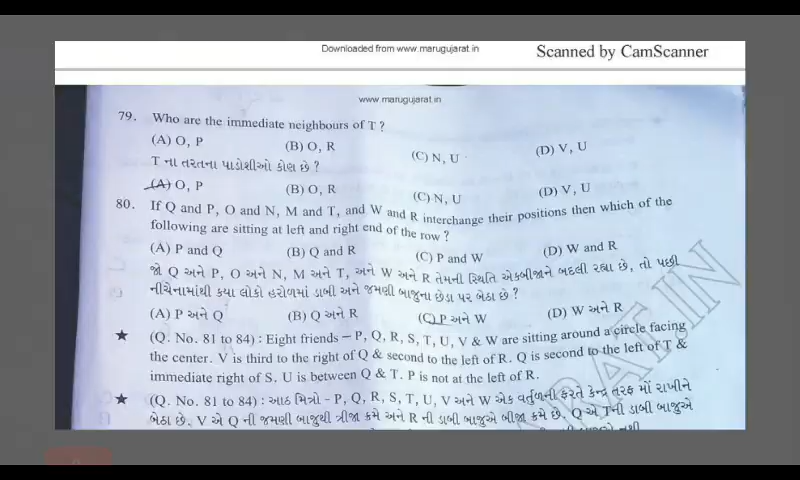 Downloaded from www.marugujarat.in
Scanned by CamScanner
www.marugujarat.in
79. Who are the immediate neighbours of T ?
(A) O, P (B) O, R (C) N, U (D) V, U
T ના તરતના પાડોશીઓ કોણ છે ?
(A) O, P (B) O, R (C) N, U (D) V, U
80. If Q and P, O and N, M and T, and W and R interchange their positions then which of the
following are sitting at left and right end of the row ?
(A) P and Q (B) Q and R (C) P and W (D) W and R
જો Q અને P, O અને N, M અને T, અને W અને R તેમની સ્થિતિ એકબીજાને બદલી રહ્યા છે, તો પછી
નીચેનામાંથી કયા લોકો હરોળમાં ડાબી અને જમણી બાજુના છેડા પર બેઠા છે ?
(A) P અને Q (B) Q અને R (C) P અને W (D) W અને R
★ (Q. No. 81 to 84) : Eight friends – P, Q, R, S, T, U, V & W are sitting around a circle facing
the center. V is third to the right of Q & second to the left of R. Q is second to the left of T &
immediate right of S. U is between Q & T. P is not at the left of R.
★ (Q. No. 81 to 84) : આઠ મિત્રો - P, Q, R, S, T, U, V અને W એક વર્તુળની ફરતે કેન્દ્ર તરફ મોં રાખીને
બેઠા છે. V એ Q ની જમણી બાજુથી ત્રીજા ક્રમે અને R ની ડાબી બાજુએ બીજા ક્રમે છે. Q એ Tની ડાબી બાજુએ
RAT.IN